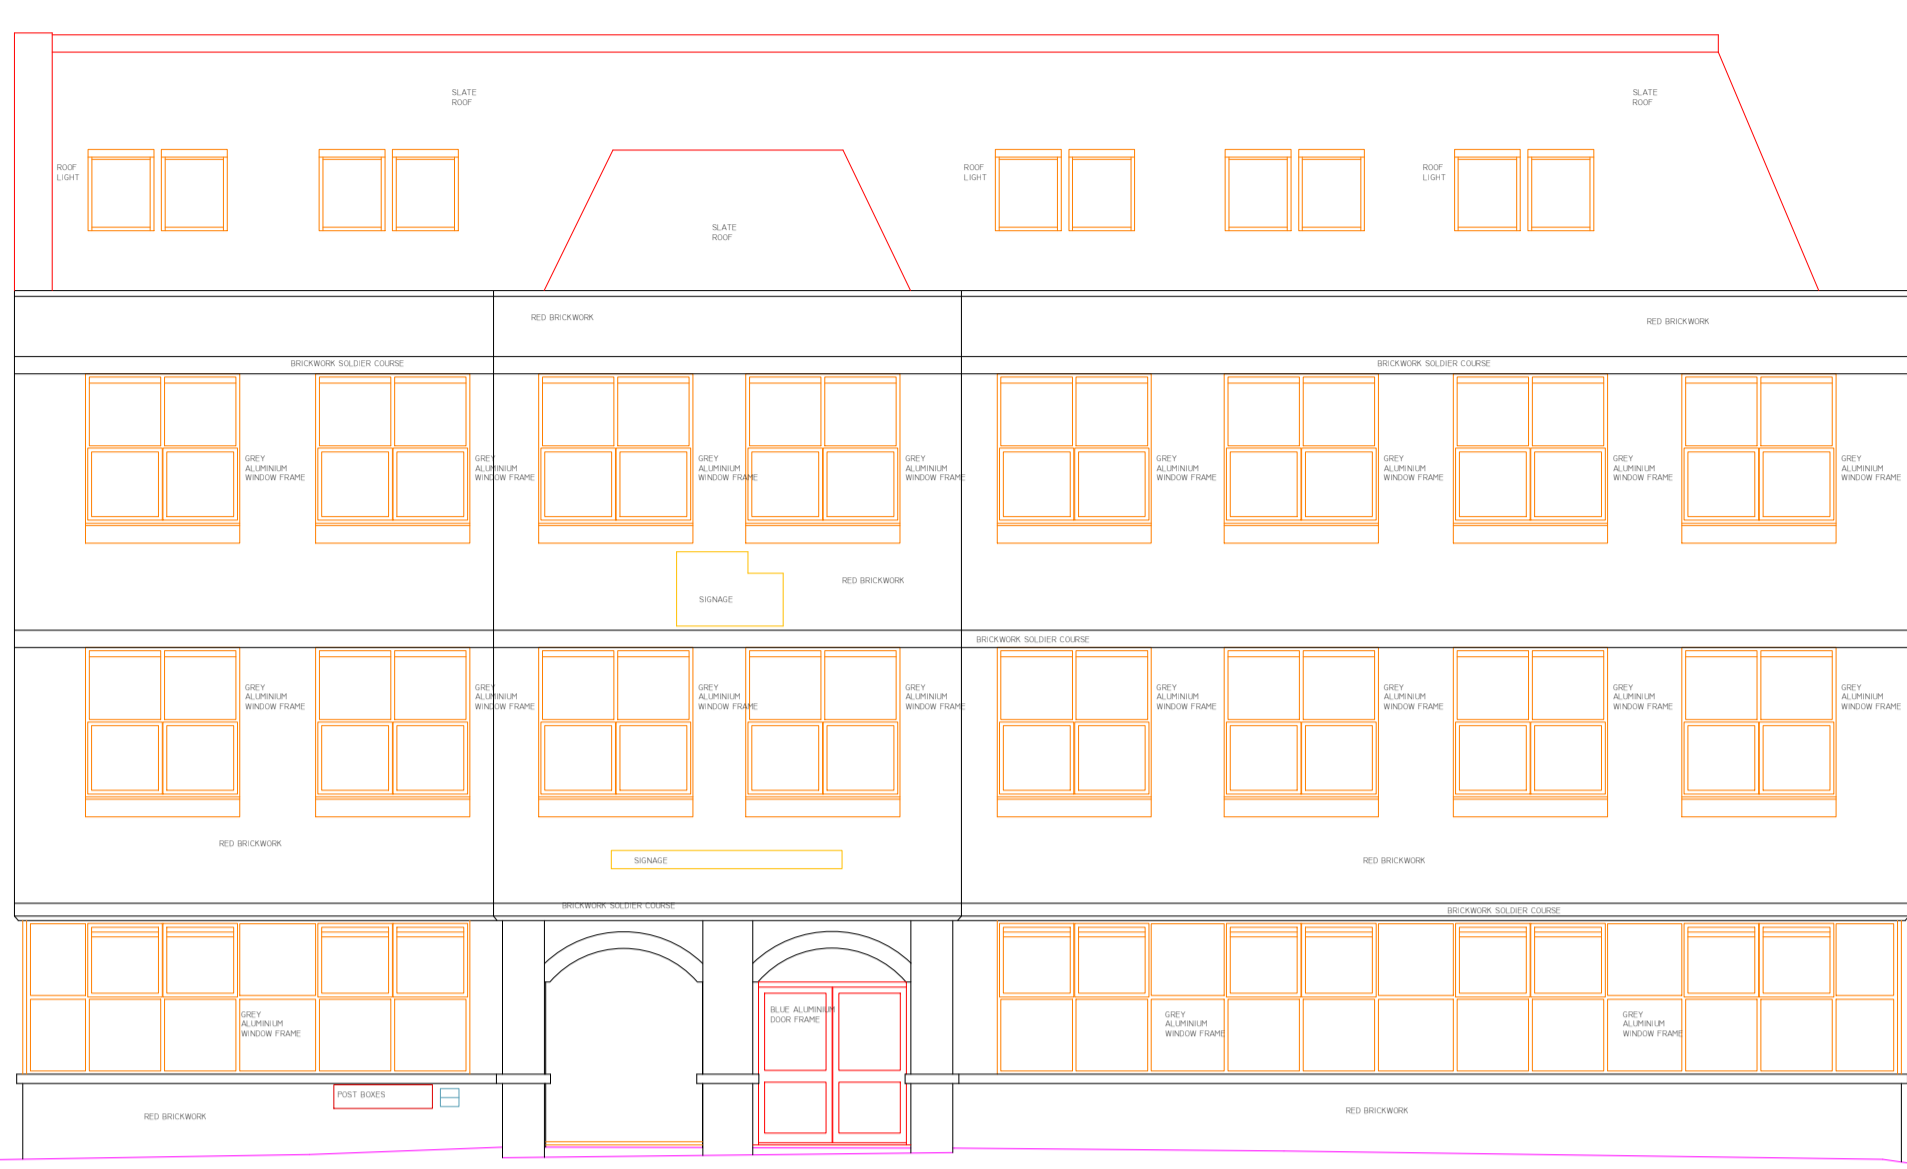 SLATE
ROOF
SLATE
ROOF
ROOF
LIGHT
ROOF
LIGHT
ROOF
LIGHT
SLATE
ROOF
RED BRICKWORK
RED BRICKWORK
BRICKWORK SOLDIER COURSE
BRICKWORK SOLDIER COURSE
GREY
ALUMINIUM
WINDOW FRAME
GREY
ALUMINIUM
WINDOW FRAME
GREY
ALUMINIUM
WINDOW FRAME
GREY
ALUMINIUM
WINDOW FRAME
GREY
ALUMINIUM
WINDOW FRAME
GREY
ALUMINIUM
WINDOW FRAME
GREY
ALUMINIUM
WINDOW FRAME
GREY
ALUMINIUM
WINDOW FRAME
RED BRICKWORK
SIGNAGE
BRICKWORK SOLDIER COURSE
GREY
ALUMINIUM
WINDOW FRAME
GREY
ALUMINIUM
WINDOW FRAME
GREY
ALUMINIUM
WINDOW FRAME
GREY
ALUMINIUM
WINDOW FRAME
GREY
ALUMINIUM
WINDOW FRAME
GREY
ALUMINIUM
WINDOW FRAME
GREY
ALUMINIUM
WINDOW FRAME
GREY
ALUMINIUM
WINDOW FRAME
RED BRICKWORK
SIGNAGE
RED BRICKWORK
BRICKWORK SOLDIER COURSE
BRICKWORK SOLDIER COURSE
GREY
ALUMINIUM
WINDOW FRAME
BLUE ALUMINIUM
DOOR FRAME
GREY
ALUMINIUM
WINDOW FRAME
GREY
ALUMINIUM
WINDOW FRAME
POST BOXES
RED BRICKWORK
RED BRICKWORK